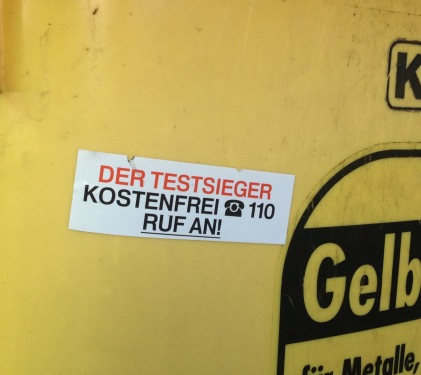 K
DER TESTSIEGER
KOSTENFREI ☎ 110
RUF AN!
Gelb
für Metalle,